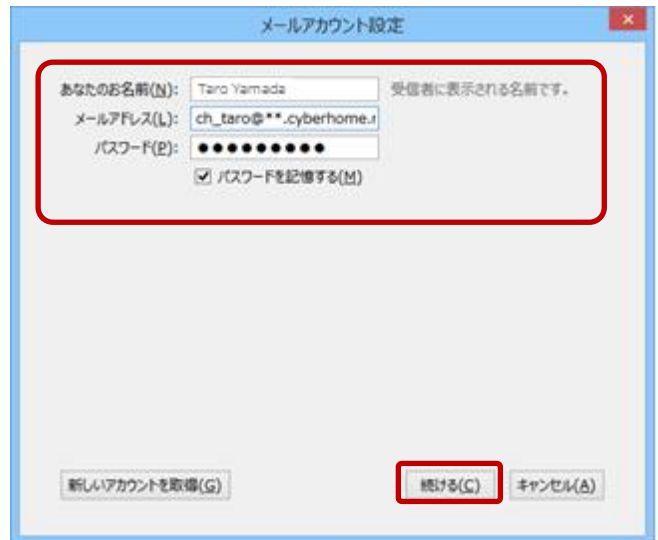 メールアカウント設定
あなたのお名前(N): Taro Yamada 受信者に表示される名前です。
メールアドレス(L): ch_taro@**.cyberhome.r
パスワード(P): ●●●●●●●●●
パスワードを記憶する(M)
新しいアカウントを取得(G) 続ける(C) キャンセル(A)